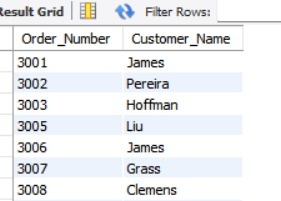 Result Grid Filter Rows:
Order_Number Customer_Name
3001 James
3002 Pereira
3003 Hoffman
3005 Liu
3006 James
3007 Grass
3008 Clemens